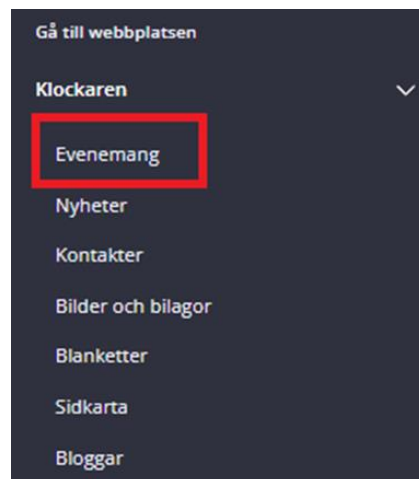 Gå till webbplatsen
Klockaren
Evenemang
Nyheter
Kontakter
Bilder och bilagor
Blanketter
Sidkarta
Bloggar